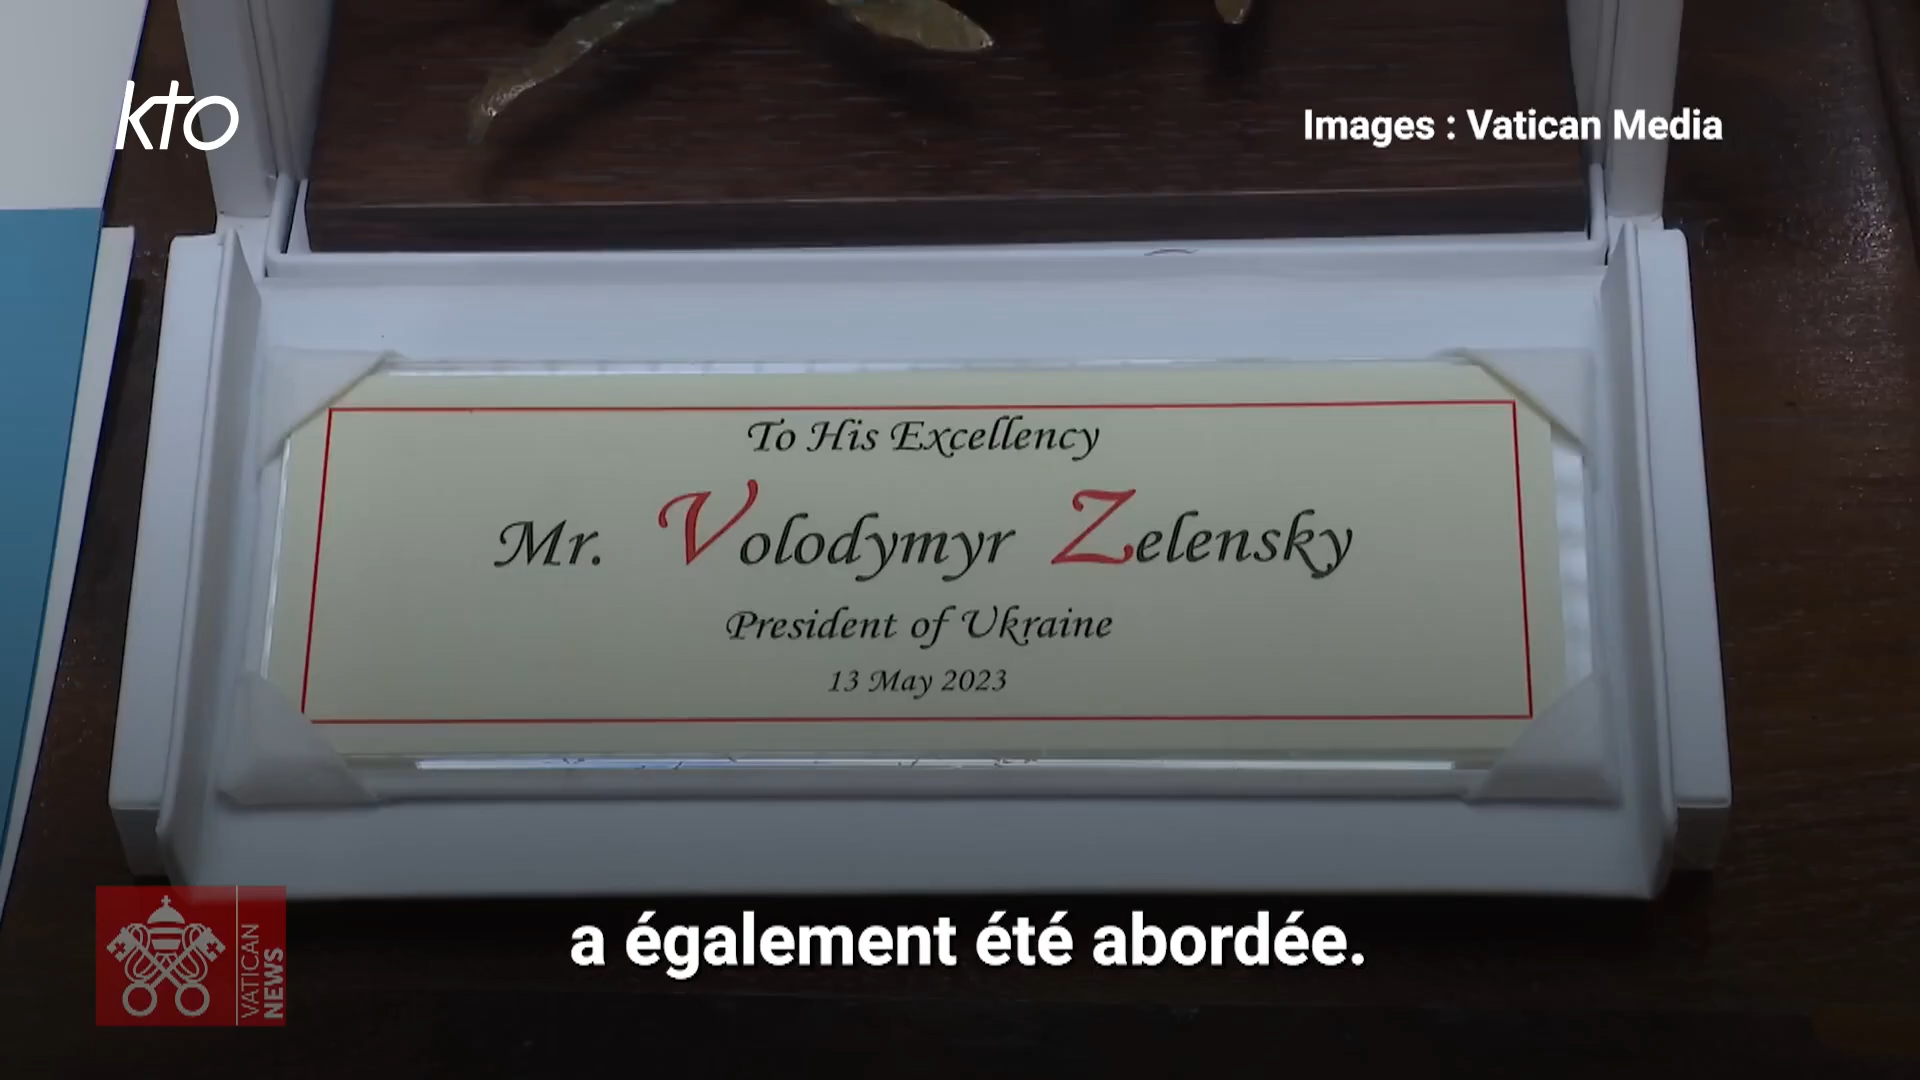 kto
Images : Vatican Media
To His Excellency
Mr. Volodymyr Zelensky
President of Ukraine
13 May 2023
a également été abordée.
VATICAN
NEWS